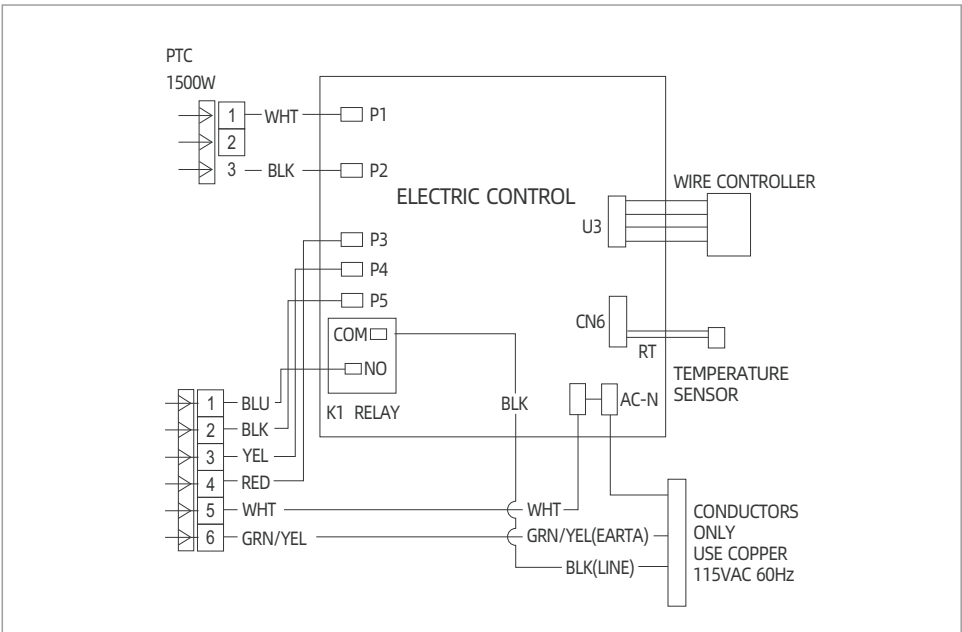 PTC
1500W
1 WHT P1
2
3 BLK P2
ELECTRIC CONTROL
WIRE CONTROLLER
U3
P3
P4
P5
COM
NO
K1 RELAY
CN6
RT
TEMPERATURE
SENSOR
BLK
AC-N
1 BLU
2 BLK
3 YEL
4 RED
5 WHT
6 GRN/YEL
WHT
GRN/YEL(EARTA)
BLK(LINE)
CONDUCTORS
ONLY
USE COPPER
115VAC 60Hz